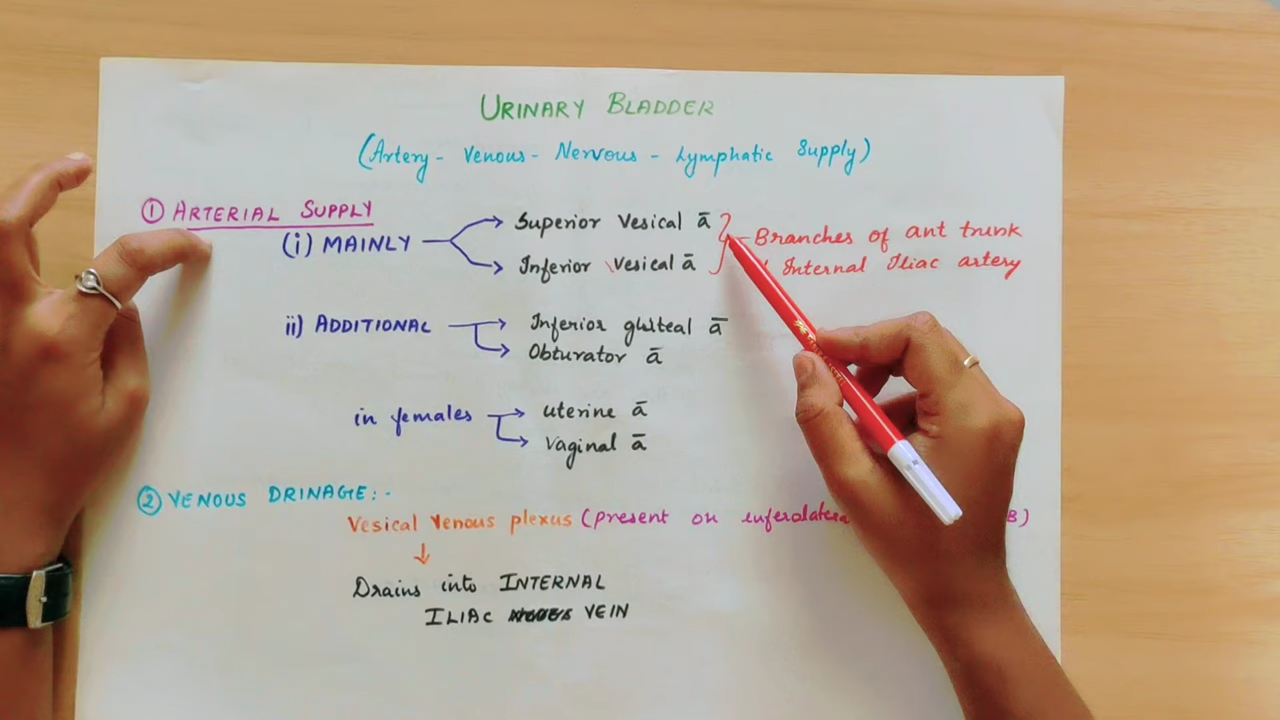 URINARY BLADDER
(Artery - Venous - Nervous - Lymphatic Supply)
① ARTERIAL SUPPLY
(i) MAINLY
Superior Vesical ā
Inferior Vesical ā
Branches of ant trunk
Internal Iliac artery
ii) ADDITIONAL
Inferior gluteal ā
Obturator ā
in females
uterine ā
Vaginal ā
② VENOUS DRINAGE:-
Vesical Venous plexus (present on
Drains into INTERNAL
ILIAC VEIN